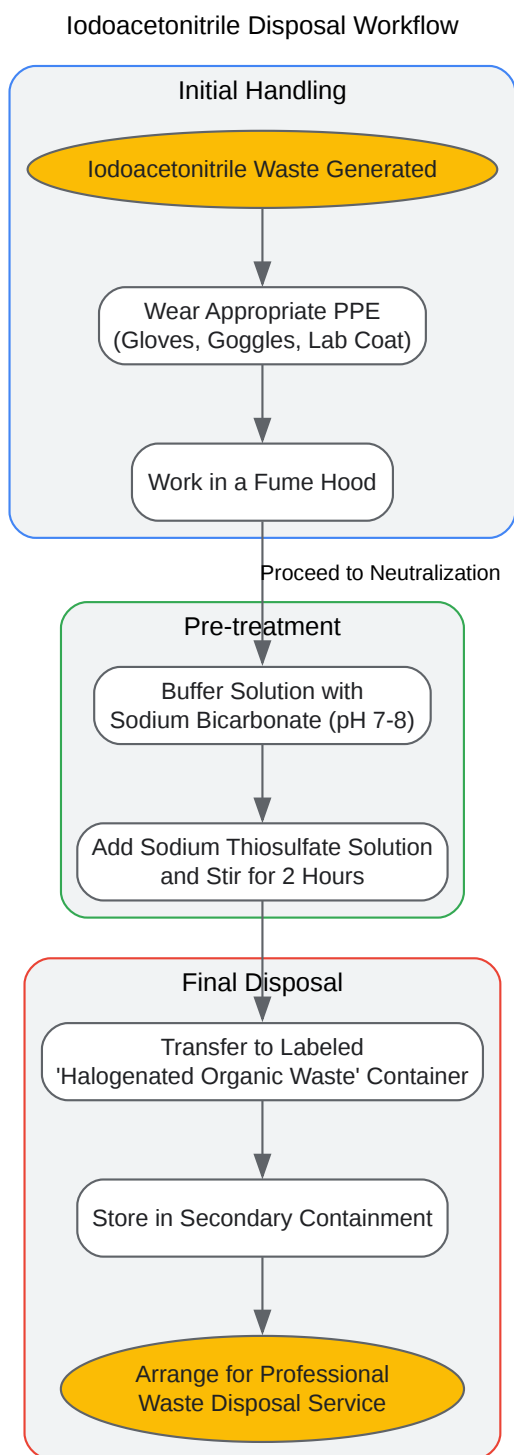 Iodoacetonitrile Disposal Workflow
Initial Handling
Iodoacetonitrile Waste Generated
Wear Appropriate PPE
(Gloves, Goggles, Lab Coat)
Work in a Fume Hood
Proceed to Neutralization
Pre-treatment
Buffer Solution with
Sodium Bicarbonate (pH 7-8)
Add Sodium Thiosulfate Solution
and Stir for 2 Hours
Final Disposal
Transfer to Labeled
'Halogenated Organic Waste' Container
Store in Secondary Containment
Arrange for Professional
Waste Disposal Service